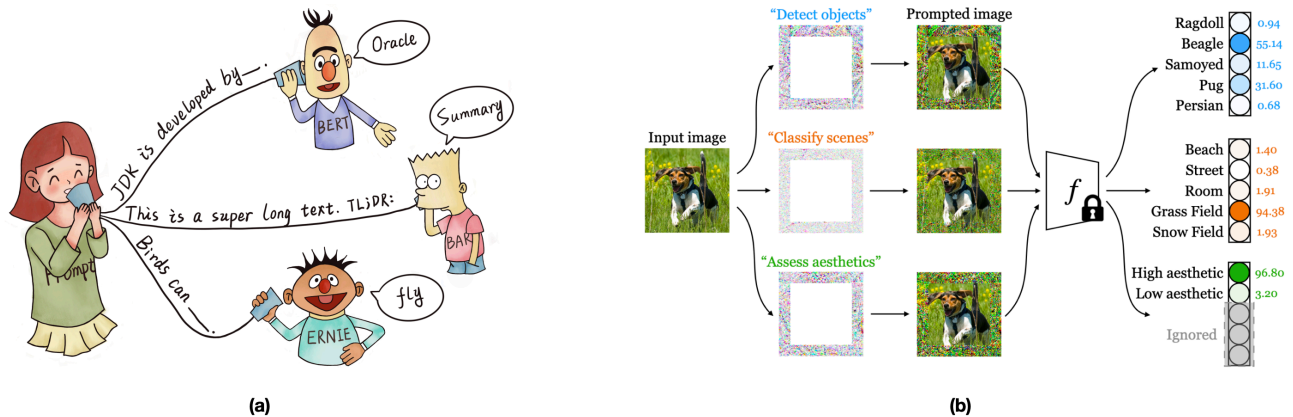 JDK is developed by ___.
Oracle
BERT
Summary
This is a super long text. TL;DR:
BAR
Prompt
Birds can ___.
fly
ERNIE
(a)
"Detect objects"
Prompted image
Input image
"Classify scenes"
"Assess aesthetics"
f
Ragdoll 0.94
Beagle 55.14
Samoyed 11.65
Pug 31.60
Persian 0.68
Beach 1.40
Street 0.38
Room 1.91
Grass Field 94.38
Snow Field 1.93
High aesthetic 96.80
Low aesthetic 3.20
Ignored
(b)